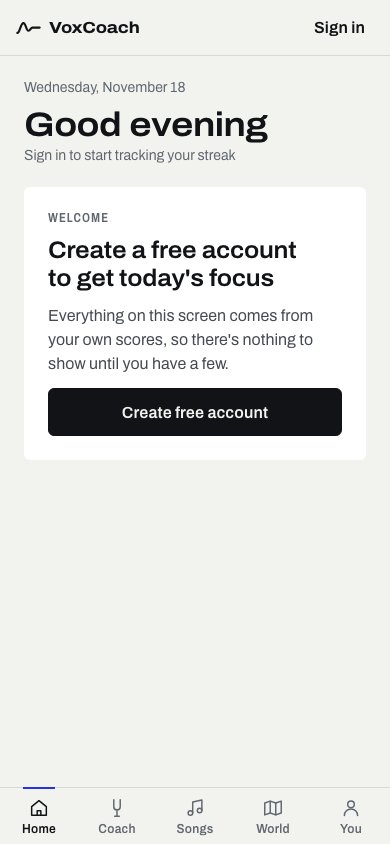 VoxCoach
Sign in
Wednesday, November 18
Good evening
Sign in to start tracking your streak
WELCOME
Create a free account
to get today's focus
Everything on this screen comes from
your own scores, so there's nothing to
show until you have a few.
Create free account
Home
Coach
Songs
World
You